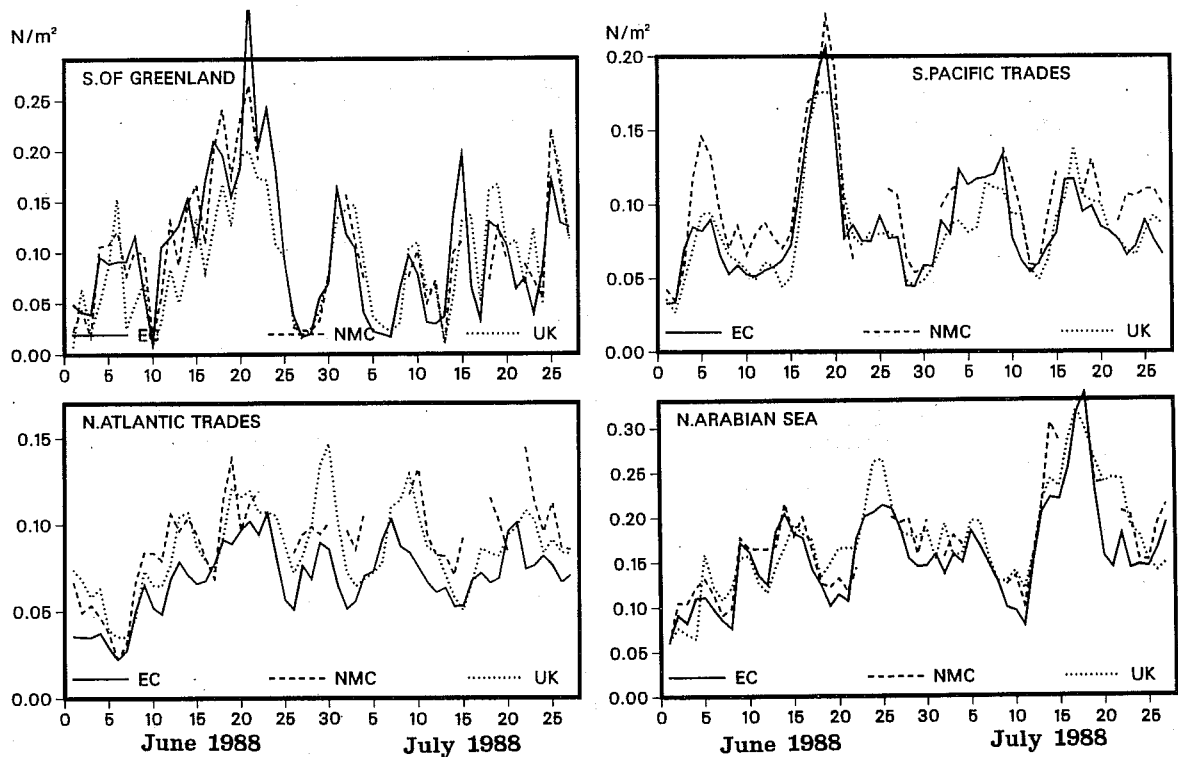 N/m²
S.OF GREENLAND
0.25
0.20
0.15
0.10
0.05
0.00
EC NMC UK
0 5 10 15 20 25 30 5 10 15 20 25
N/m²
S.PACIFIC TRADES
0.20
0.15
0.10
0.05
0.00
EC NMC UK
0 5 10 15 20 25 30 5 10 15 20 25
N.ATLANTIC TRADES
0.15
0.10
0.05
0.00
EC NMC UK
0 5 10 15 20 25 30 5 10 15 20 25
June 1988 July 1988
N.ARABIAN SEA
0.30
0.25
0.20
0.15
0.10
0.05
0.00
EC NMC UK
0 5 10 15 20 25 30 5 10 15 20 25
June 1988 July 1988